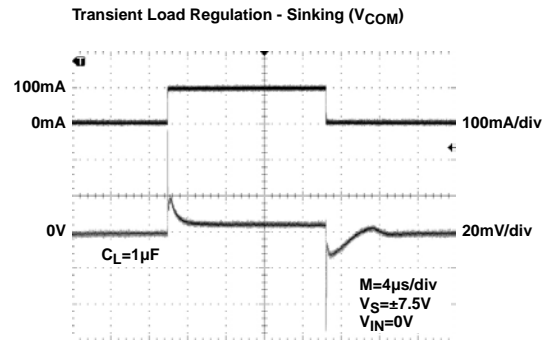 Transient Load Regulation - Sinking (VCOM)
T
100mA
0mA
100mA/div
0V
20mV/div
CL=1µF
M=4µs/div
VS=±7.5V
VIN=0V